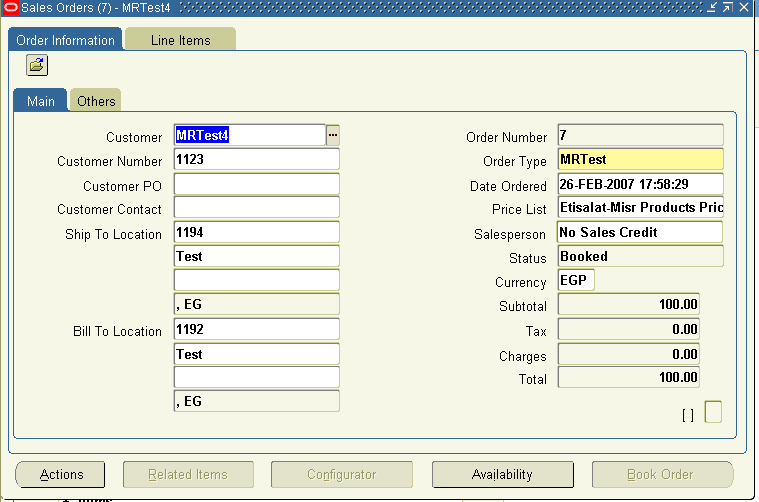 Sales Orders (7) - MRTest4
Order Information
Line Items
Main
Others
Customer MRTest4
Customer Number 1123
Customer PO
Customer Contact
Ship To Location 1194
Test
, EG
Bill To Location 1192
Test
, EG
Order Number 7
Order Type MRTest
Date Ordered 26-FEB-2007 17:58:29
Price List Etisalat-Misr Products Pric
Salesperson No Sales Credit
Status Booked
Currency EGP
Subtotal 100.00
Tax 0.00
Charges 0.00
Total 100.00
[ ]
Actions
Related Items
Configurator
Availability
Book Order